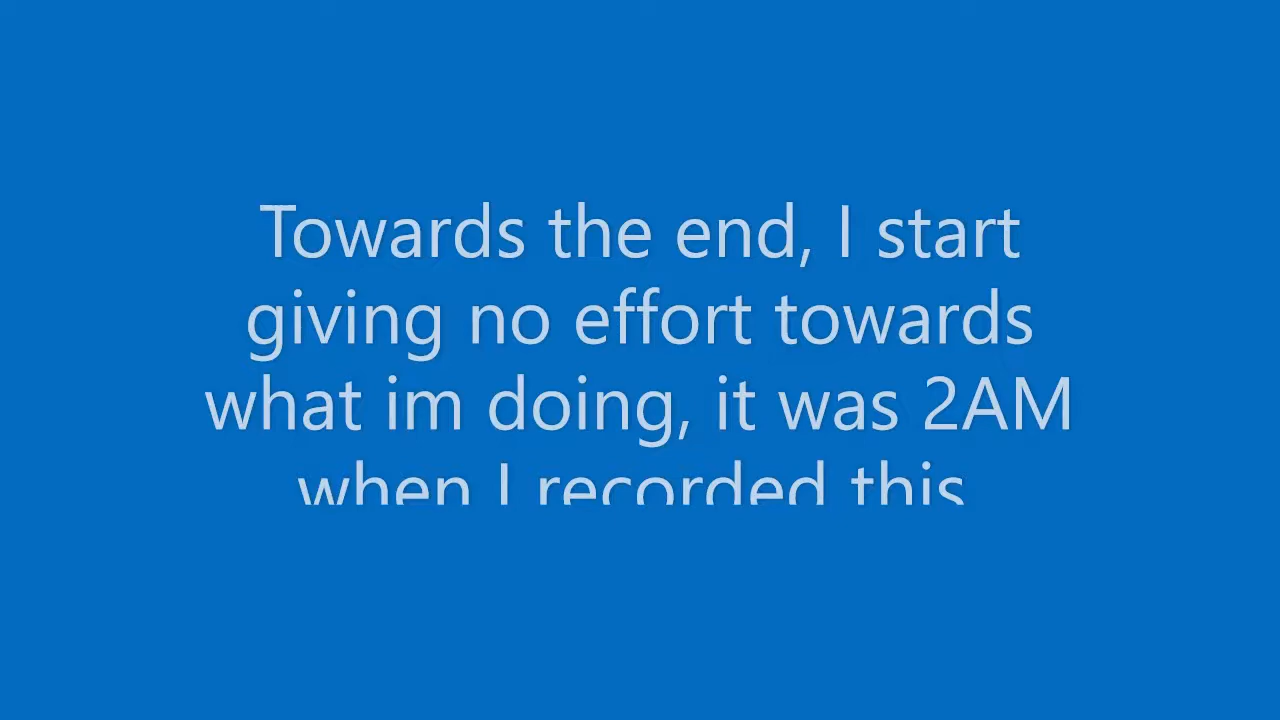 Towards the end, I start
giving no effort towards
what im doing, it was 2AM
when I recorded this